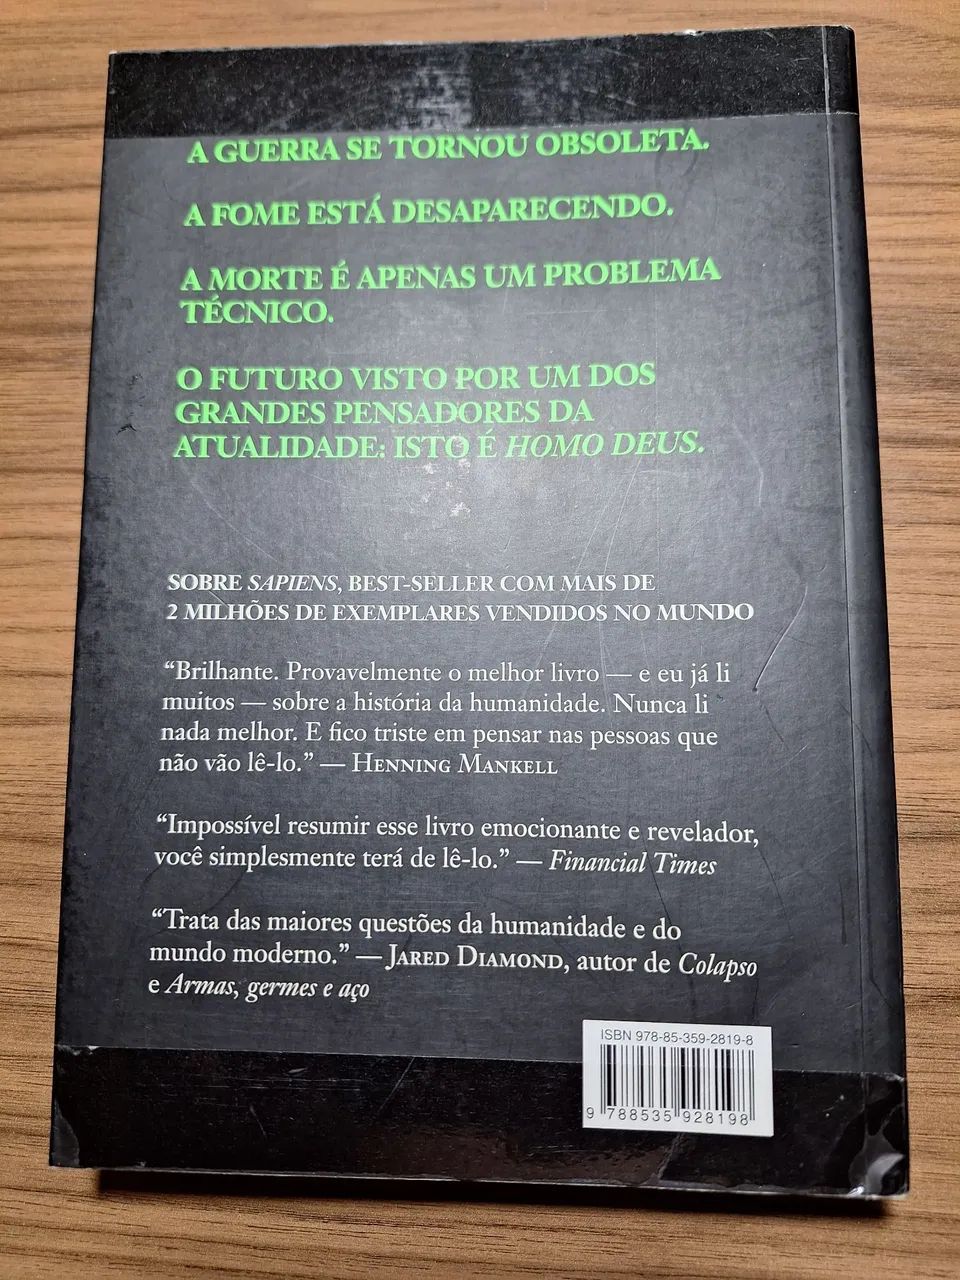 A GUERRA SE TORNOU OBSOLETA.
A FOME ESTÁ DESAPARECENDO.
A MORTE É APENAS UM PROBLEMA
TÉCNICO.
O FUTURO VISTO POR UM DOS
GRANDES PENSADORES DA
ATUALIDADE: ISTO É HOMO DEUS.
SOBRE SAPIENS, BEST-SELLER COM MAIS DE
2 MILHÕES DE EXEMPLARES VENDIDOS NO MUNDO
“Brilhante. Provavelmente o melhor livro — e eu já li
muitos — sobre a história da humanidade. Nunca li
nada melhor. E fico triste em pensar nas pessoas que
não vão lê-lo.” — HENNING MANKELL
“Impossível resumir esse livro emocionante e revelador,
você simplesmente terá de lê-lo.” — Financial Times
“Trata das maiores questões da humanidade e do
mundo moderno.” — JARED DIAMOND, autor de Colapso
e Armas, germes e aço
ISBN 978-85-359-2819-8
9 788535 928198